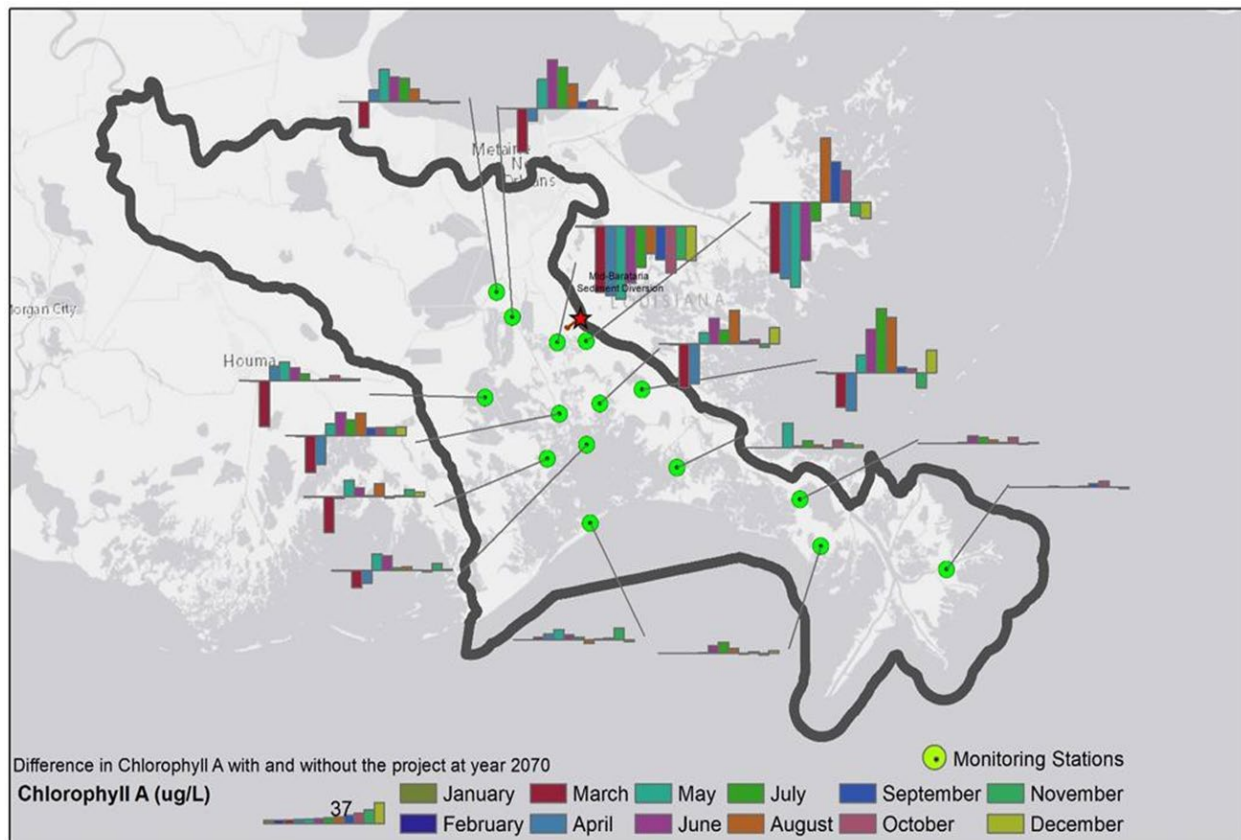 Metairie
New
Orleans
Mid-Barataria
Sediment Diversion
LOUISIANA
Morgan City
Houma
Difference in Chlorophyll A with and without the project at year 2070
Monitoring Stations
Chlorophyll A (ug/L)
37
January March May July September November
February April June August October December